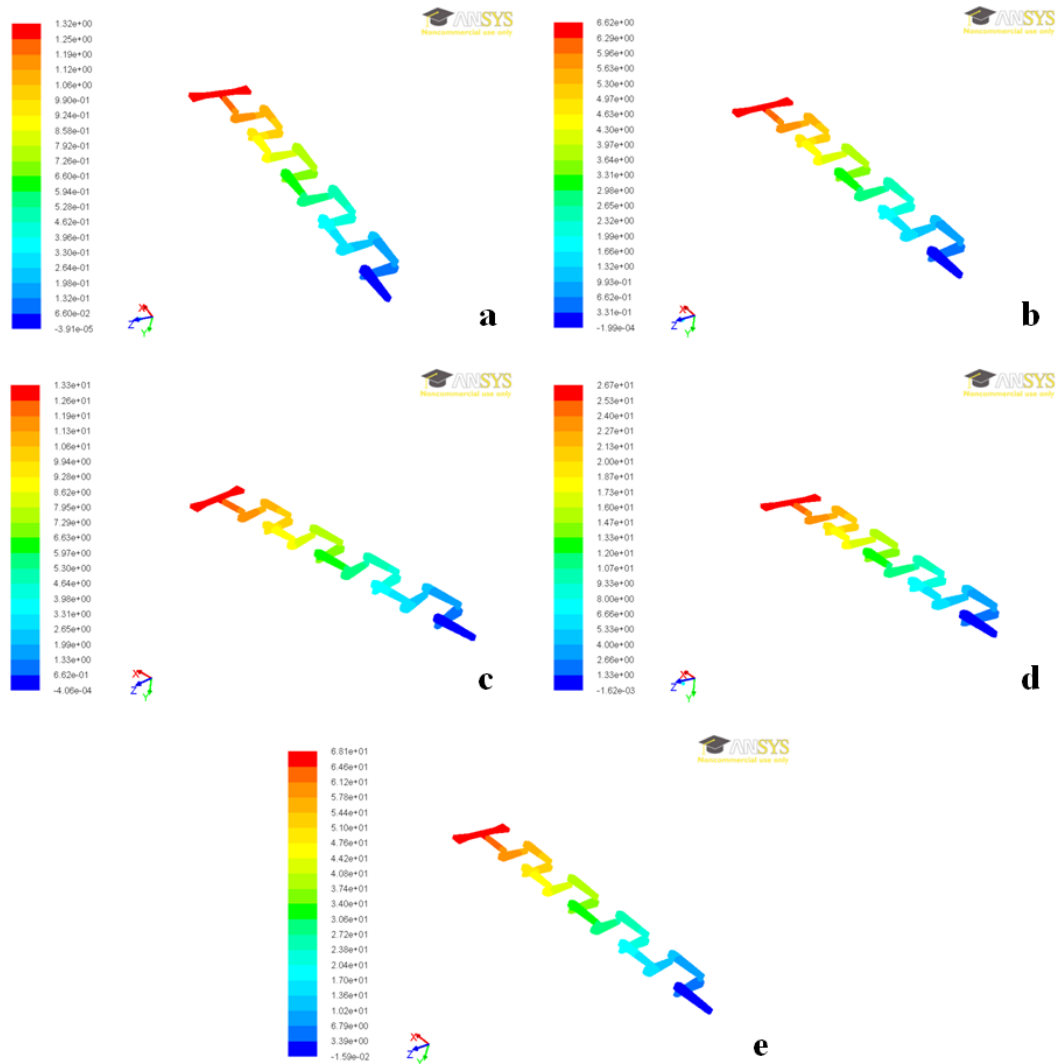 1.32e+00
1.25e+00
1.19e+00
1.12e+00
1.06e+00
9.90e-01
9.24e-01
8.58e-01
7.92e-01
7.26e-01
6.60e-01
5.94e-01
5.28e-01
4.62e-01
3.96e-01
3.30e-01
2.64e-01
1.98e-01
1.32e-01
6.60e-02
-3.91e-05
ANSYS
Noncommercial use only
X
Z
Y
a
6.62e+00
6.29e+00
5.96e+00
5.63e+00
5.30e+00
4.97e+00
4.63e+00
4.30e+00
3.97e+00
3.64e+00
3.31e+00
2.98e+00
2.65e+00
2.32e+00
1.99e+00
1.66e+00
1.32e+00
9.93e-01
6.62e-01
3.31e-01
-1.99e-04
ANSYS
Noncommercial use only
X
Z
Y
b
1.33e+01
1.26e+01
1.19e+01
1.13e+01
1.06e+01
9.94e+00
9.28e+00
8.62e+00
7.95e+00
7.29e+00
6.63e+00
5.97e+00
5.30e+00
4.64e+00
3.98e+00
3.31e+00
2.65e+00
1.99e+00
1.33e+00
6.62e-01
-4.06e-04
ANSYS
Noncommercial use only
X
Z
Y
c
2.67e+01
2.53e+01
2.40e+01
2.27e+01
2.13e+01
2.00e+01
1.87e+01
1.73e+01
1.60e+01
1.47e+01
1.33e+01
1.20e+01
1.07e+01
9.33e+00
8.00e+00
6.66e+00
5.33e+00
4.00e+00
2.66e+00
1.33e+00
-1.62e-03
ANSYS
Noncommercial use only
X
Z
Y
d
6.81e+01
6.46e+01
6.12e+01
5.78e+01
5.44e+01
5.10e+01
4.76e+01
4.42e+01
4.08e+01
3.74e+01
3.40e+01
3.06e+01
2.72e+01
2.38e+01
2.04e+01
1.70e+01
1.36e+01
1.02e+01
6.79e+00
3.39e+00
-1.59e-02
ANSYS
Noncommercial use only
X
Z
Y
e